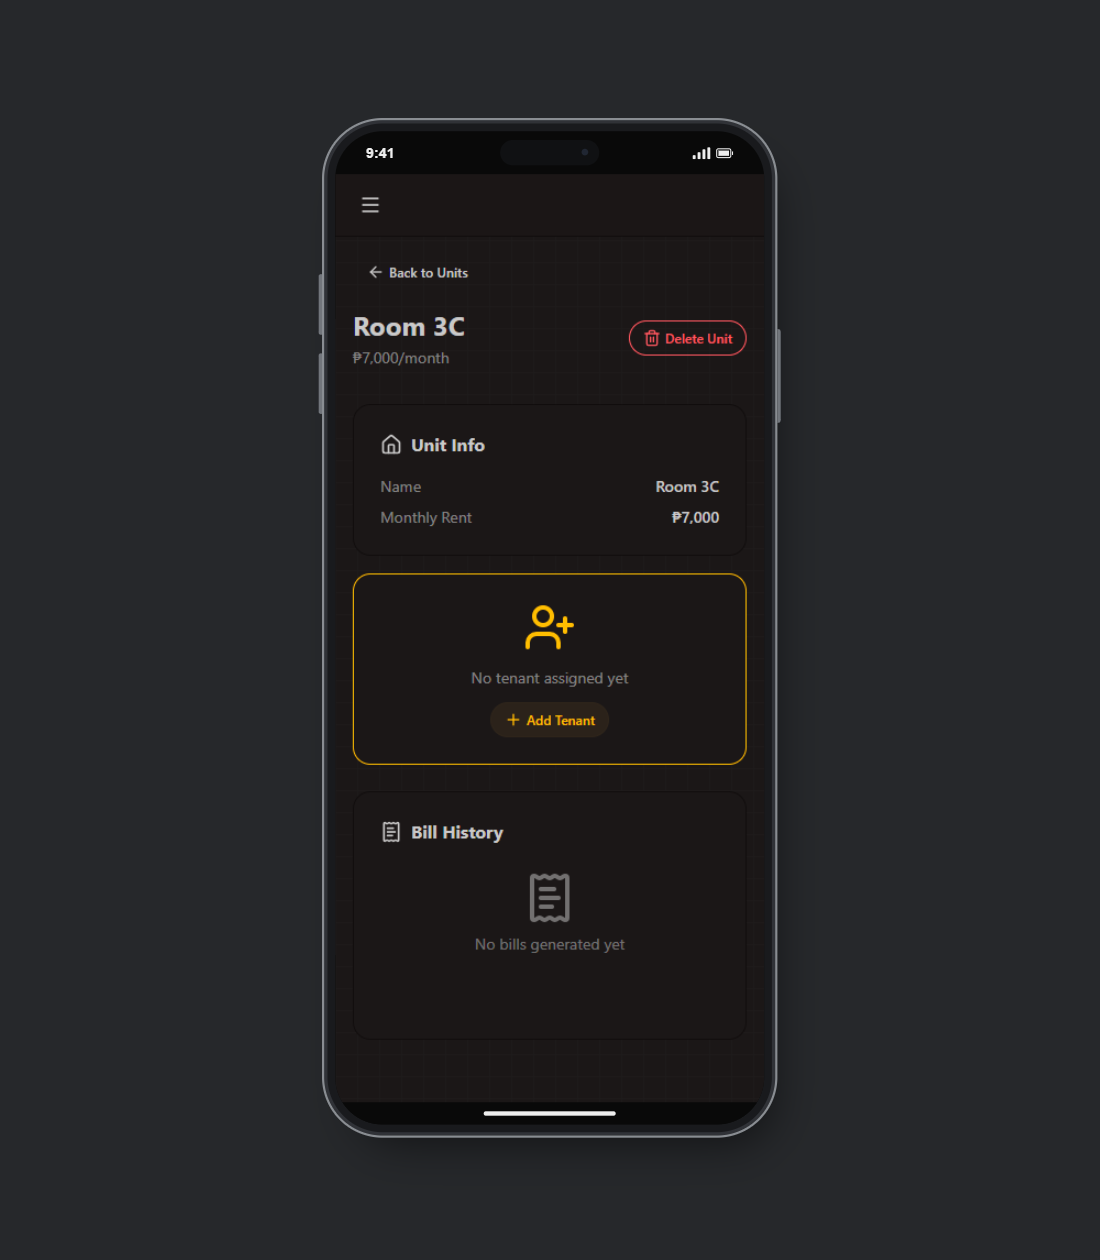 9:41
Back to Units
Room 3C
₱7,000/month
Delete Unit
Unit Info
Name Room 3C
Monthly Rent ₱7,000
No tenant assigned yet
Add Tenant
Bill History
No bills generated yet